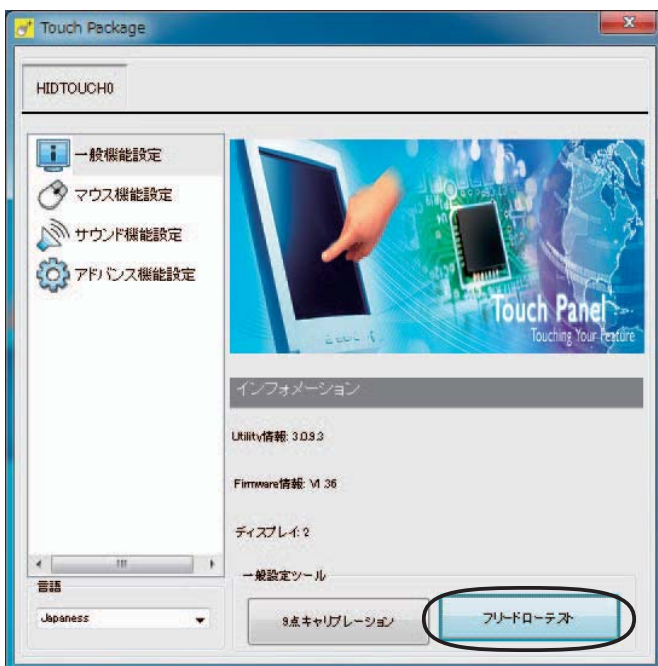 Touch Package
HIDTOUCH0
一般機能設定
マウス機能設定
サウンド機能設定
アドバンス機能設定
Touch Panel
Touching Your Feature
インフォメーション
Utility情報: 3.0.9.3
Firmware情報: V1.36
ディスプレイ: 2
言語
Japaness
一般設定ツール
9点キャリブレーション
フリードローテスト